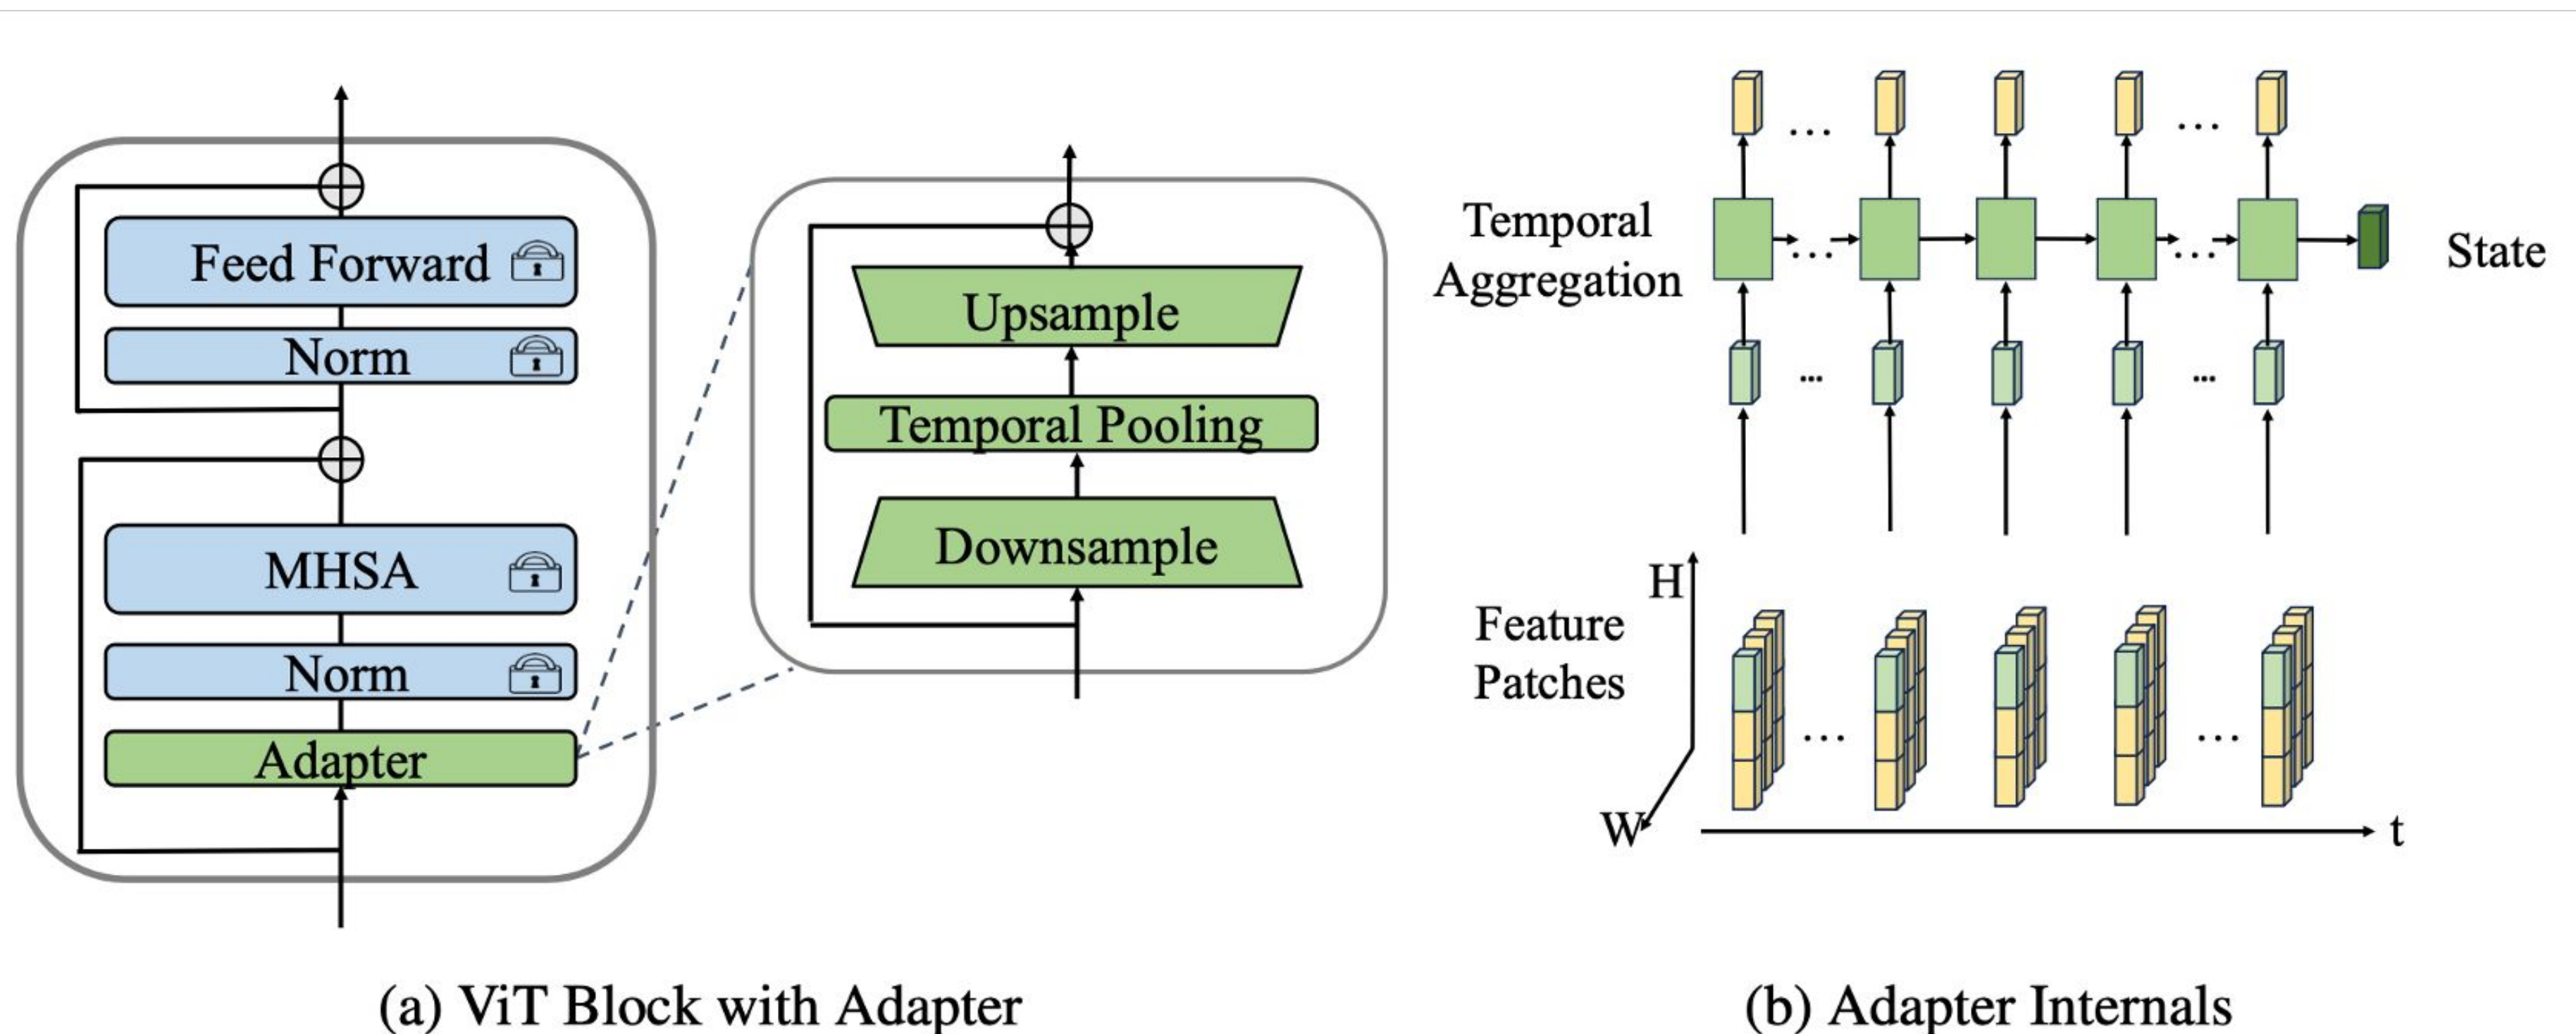 Feed Forward
Norm
MHSA
Norm
Adapter
Upsample
Temporal Pooling
Downsample
(a) ViT Block with Adapter
...
...
Temporal
Aggregation
...
...
State
...
...
H
Feature
Patches
...
...
W
t
(b) Adapter Internals